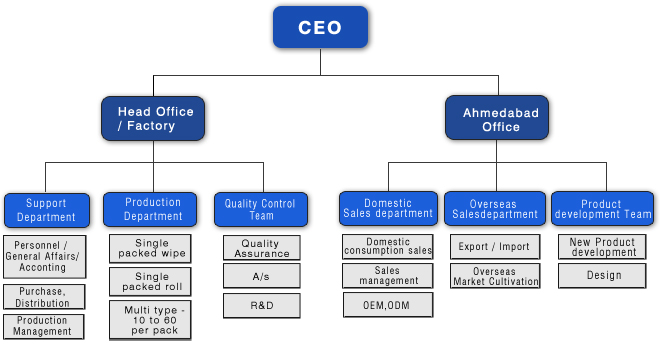 CEO
Head Office
/ Factory
Ahmedabad
Office
Support
Department
Production
Department
Quality Control
Team
Domestic
Sales department
Overseas
Salesdepartment
Product
development Team
Personnel /
General Affairs/
Acconting
Purchase,
Distribution
Production
Management
Single
packed wipe
Single
packed roll
Multi type -
10 to 60
per pack
Quality
Assurance
A/s
R&D
Domestic
consumption sales
Sales
management
OEM,ODM
Export / Import
Overseas
Market Cultivation
New Product
development
Design